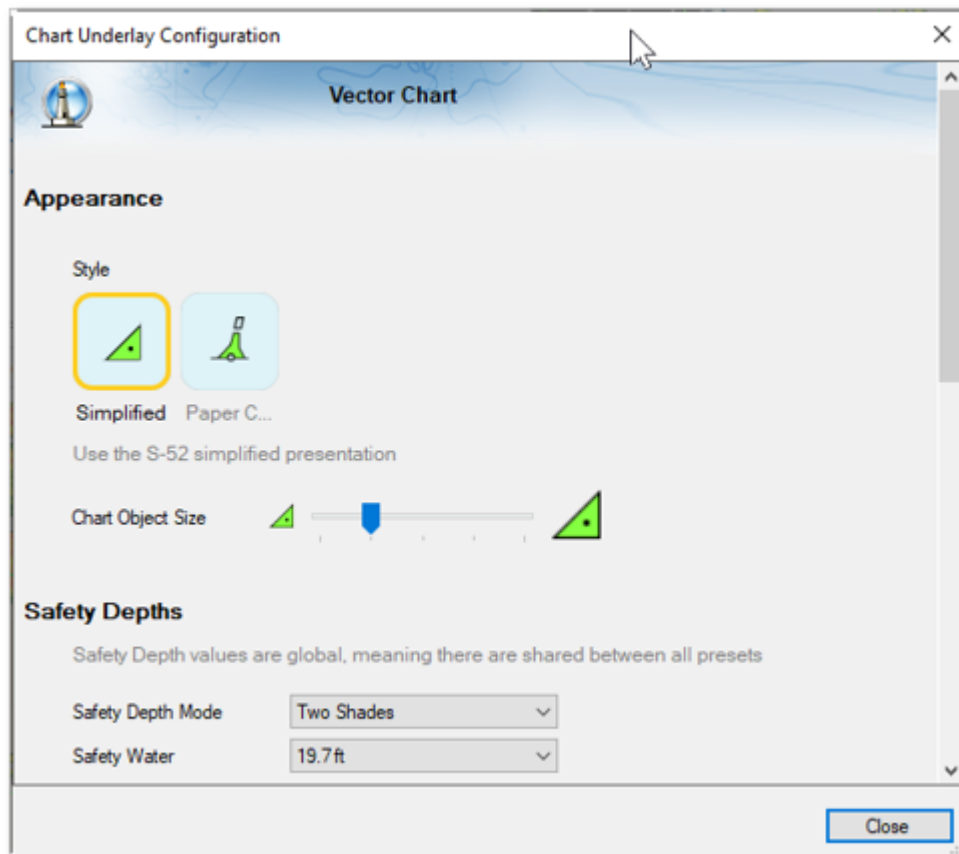 Chart Underlay Configuration
Vector Chart
Appearance
Style
Simplified Paper C...
Use the S-52 simplified presentation
Chart Object Size
Safety Depths
Safety Depth values are global, meaning there are shared between all presets
Safety Depth Mode Two Shades
Safety Water 19.7ft
Close